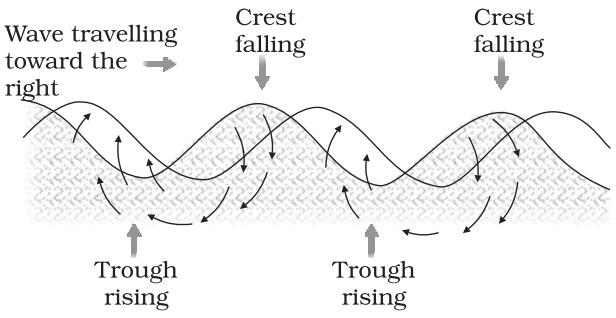 Wave travelling
toward the
right
Crest
falling
Crest
falling
Trough
rising
Trough
rising